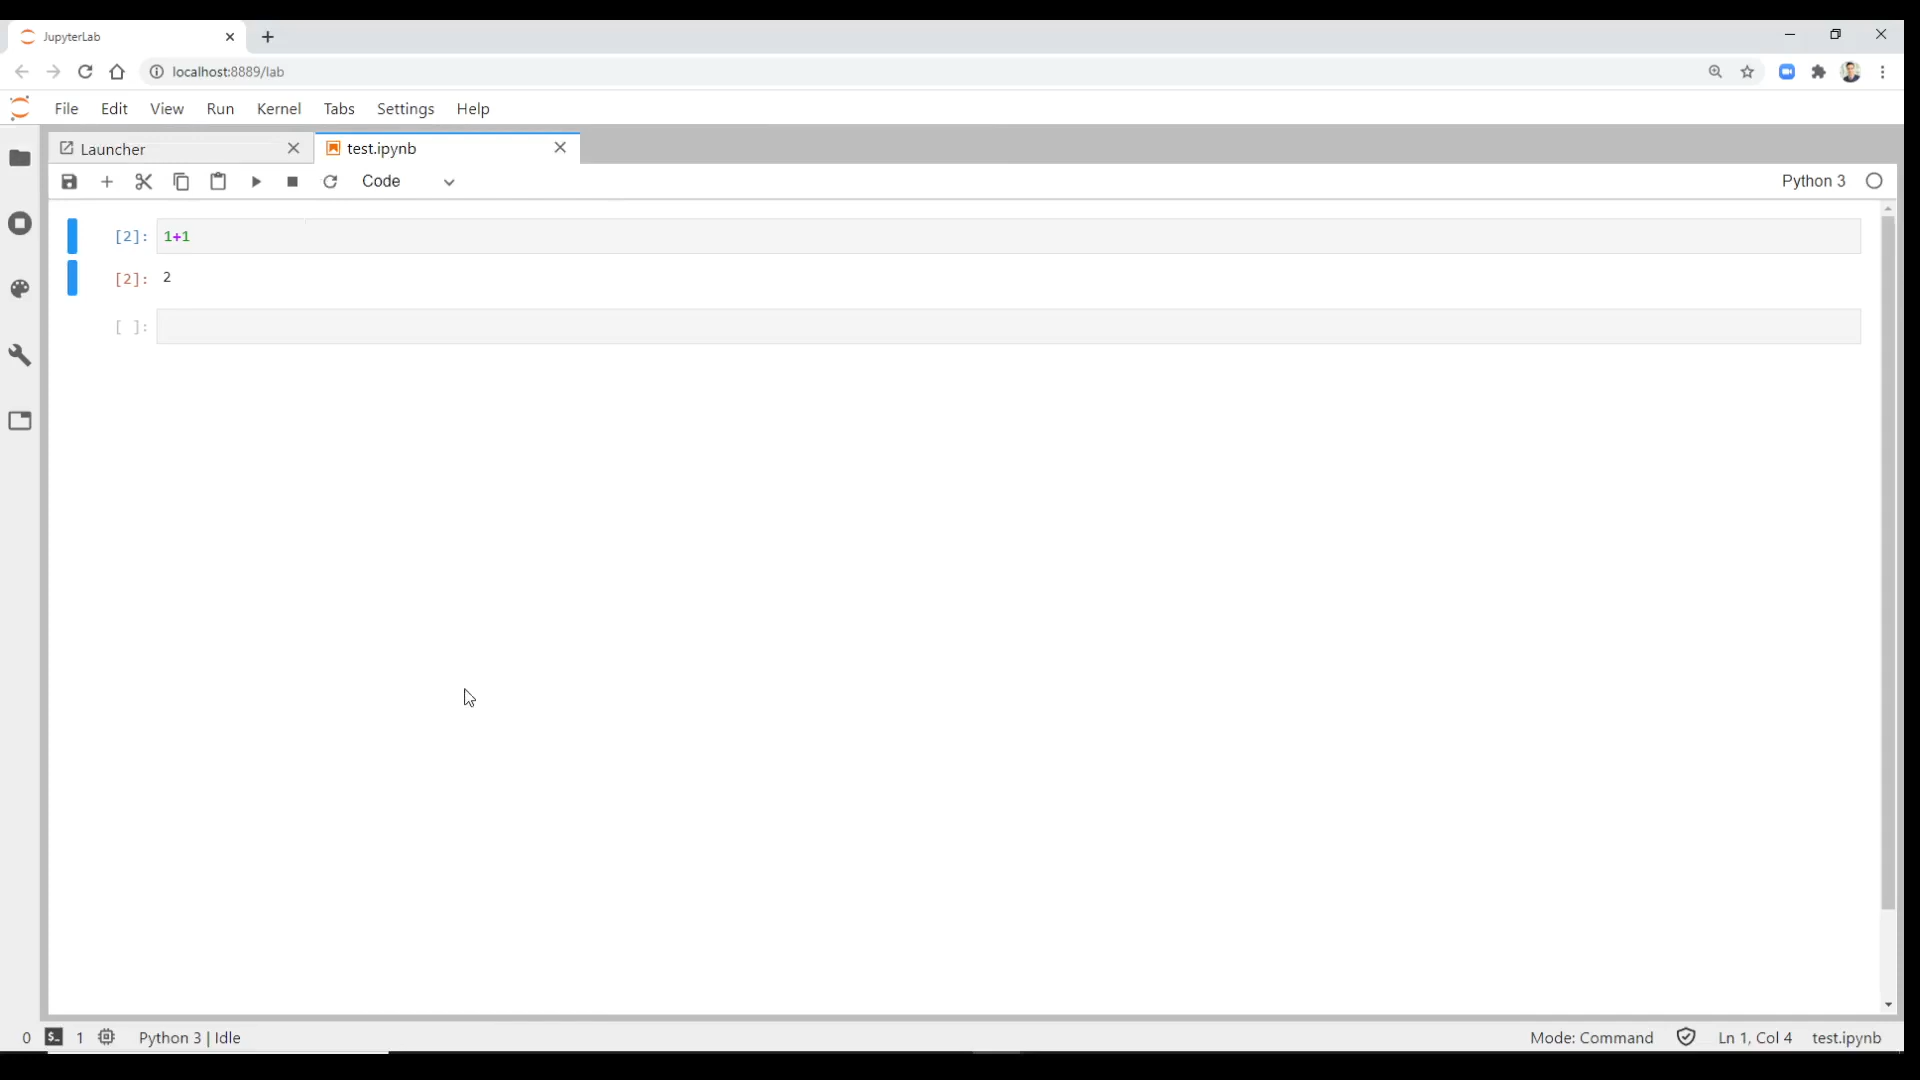 JupyterLab
localhost:8889/lab
File Edit View Run Kernel Tabs Settings Help
Launcher test.ipynb
Code Python 3
[2]: 1+1
[2]: 2
[ ]:
0 $_ 1 Python 3 | Idle Mode: Command Ln 1, Col 4 test.ipynb